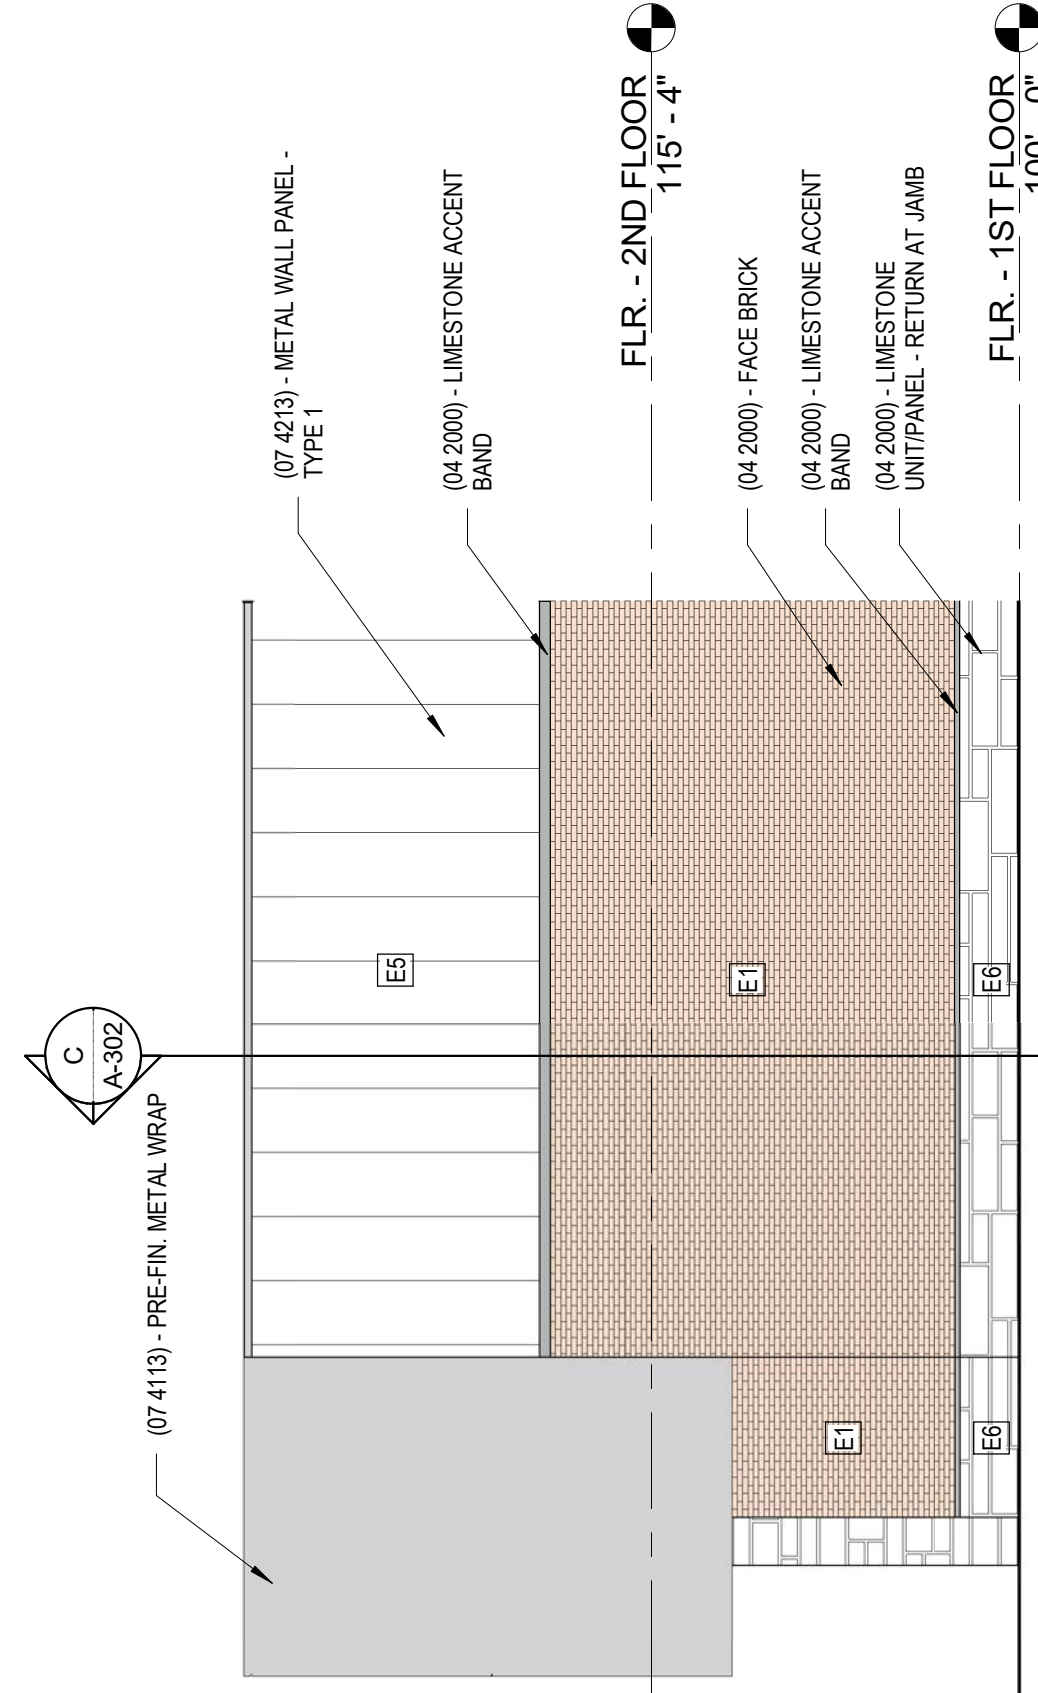 C
A-302
(07 4113) - PRE-FIN. METAL WRAP
(07 4213) - METAL WALL PANEL -
TYPE 1
(04 2000) - LIMESTONE ACCENT
BAND
FLR. - 2ND FLOOR
115' - 4"
(04 2000) - FACE BRICK
(04 2000) - LIMESTONE ACCENT
BAND
(04 2000) - LIMESTONE
UNIT/PANEL - RETURN AT JAMB
FLR. - 1ST FLOOR
100' - 0"
E5
E1
E6
E1
E6